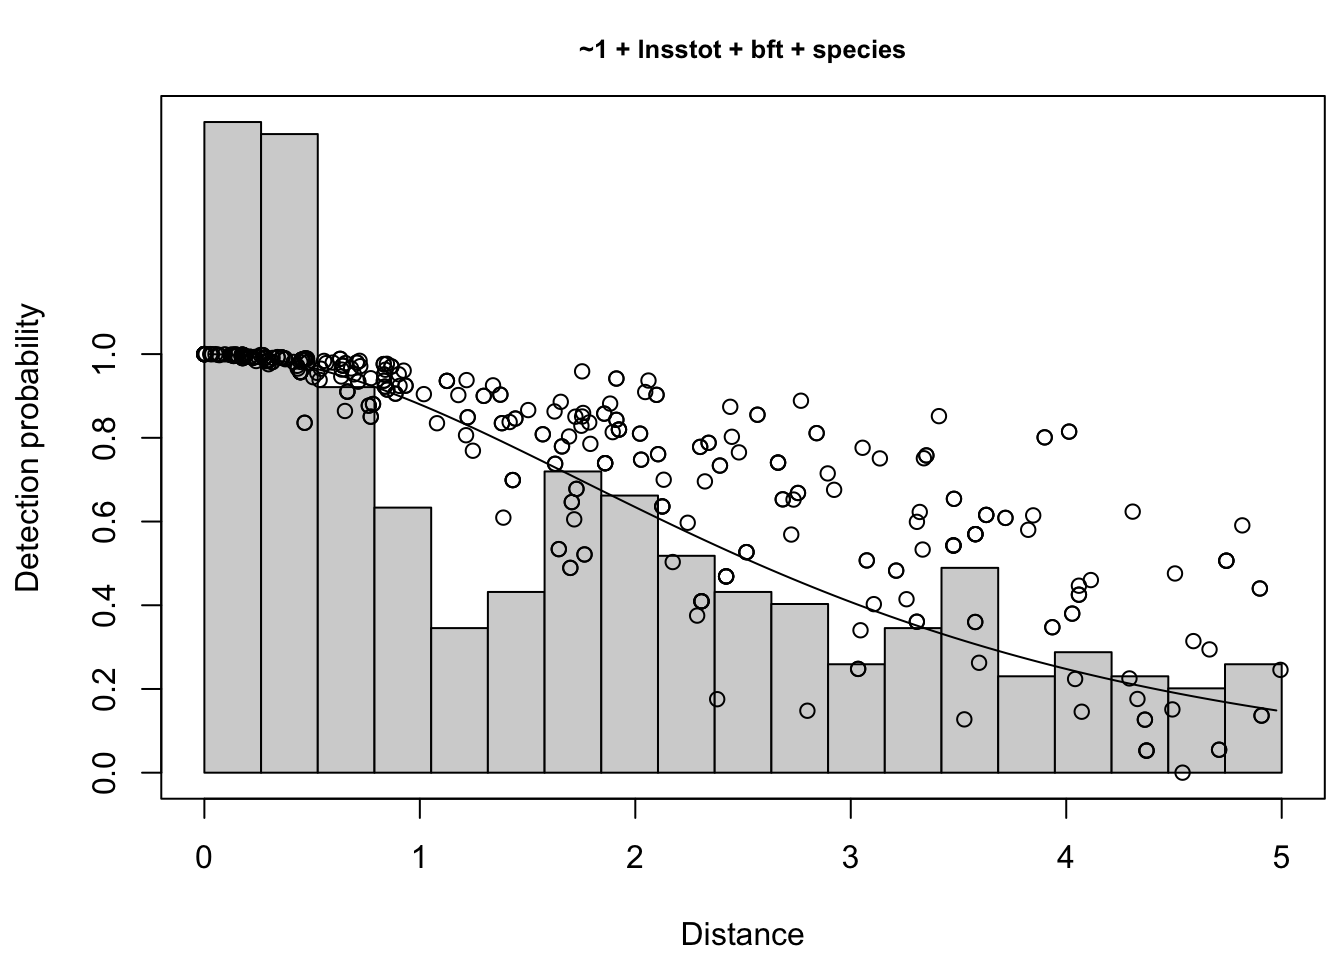 ~1 + lnsstot + bft + species
Detection probability
1.0
0.8
0.6
0.4
0.2
0.0
0 1 2 3 4 5
Distance